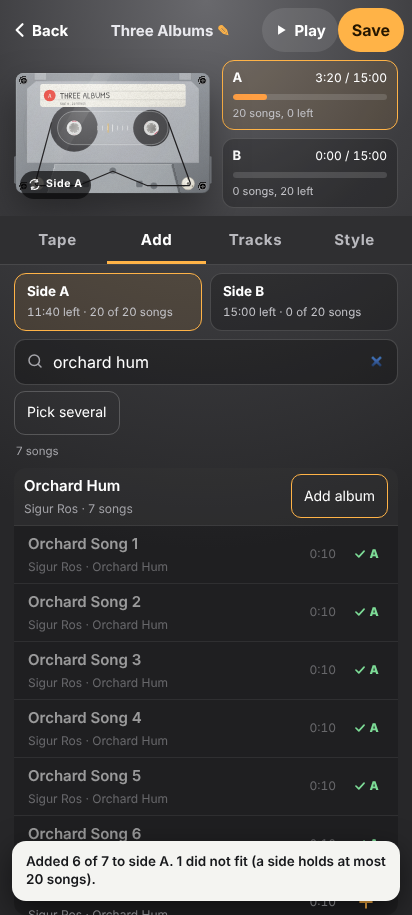 Back
Three Albums
Play
Save
A
THREE ALBUMS
Side A
A
3:20 / 15:00
20 songs, 0 left
B
0:00 / 15:00
0 songs, 20 left
Tape
Add
Tracks
Style
Side A
11:40 left · 20 of 20 songs
Side B
15:00 left · 0 of 20 songs
orchard hum
Pick several
7 songs
Orchard Hum
Sigur Ros · 7 songs
Add album
Orchard Song 1
Sigur Ros · Orchard Hum
0:10
A
Orchard Song 2
Sigur Ros · Orchard Hum
0:10
A
Orchard Song 3
Sigur Ros · Orchard Hum
0:10
A
Orchard Song 4
Sigur Ros · Orchard Hum
0:10
A
Orchard Song 5
Sigur Ros · Orchard Hum
0:10
A
Orchard Song 6
Added 6 of 7 to side A. 1 did not fit (a side holds at most
20 songs).
0:10
Sigur Ros · Orchard Hum